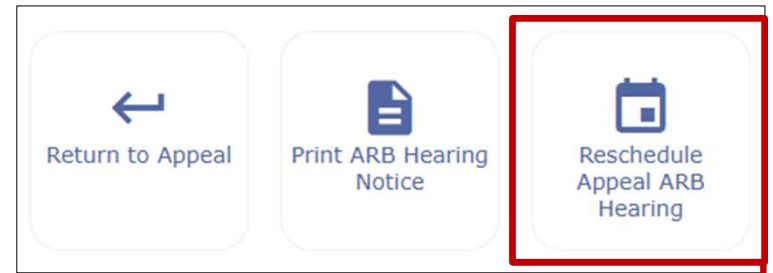 Return to Appeal
Print ARB Hearing
Notice
Reschedule
Appeal ARB
Hearing